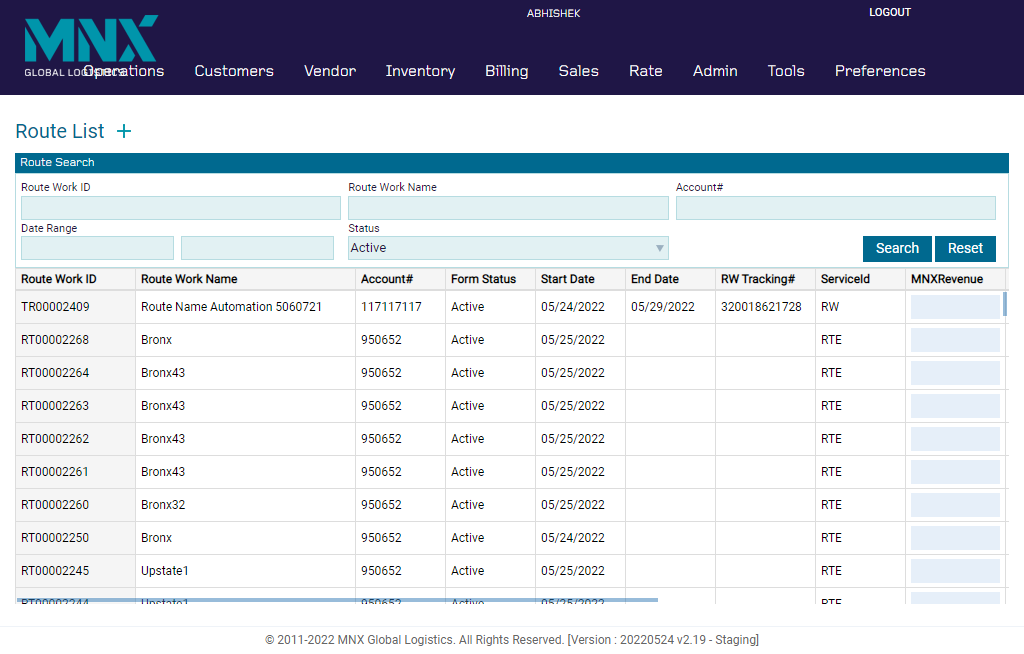 ABHISHEK
LOGOUT
MNX
GLOBAL LOGISTICS
Operations Customers Vendor Inventory Billing Sales Rate Admin Tools Preferences
Route List +
Route Search
Route Work ID Route Work Name Account#
Date Range Status
Active ▼ Search Reset
Route Work ID Route Work Name Account# Form Status Start Date End Date RW Tracking# ServiceId MNXRevenue
TR00002409 Route Name Automation 5060721 117117117 Active 05/24/2022 05/29/2022 320018621728 RW
RT00002268 Bronx 950652 Active 05/25/2022 RTE
RT00002264 Bronx43 950652 Active 05/25/2022 RTE
RT00002263 Bronx43 950652 Active 05/25/2022 RTE
RT00002262 Bronx43 950652 Active 05/25/2022 RTE
RT00002261 Bronx43 950652 Active 05/25/2022 RTE
RT00002260 Bronx32 950652 Active 05/25/2022 RTE
RT00002250 Bronx 950652 Active 05/24/2022 RTE
RT00002245 Upstate1 950652 Active 05/25/2022 RTE
RT00002244 Upstate1 950652 Active 05/25/2022 RTE
© 2011-2022 MNX Global Logistics. All Rights Reserved. [Version : 20220524 v2.19 - Staging]